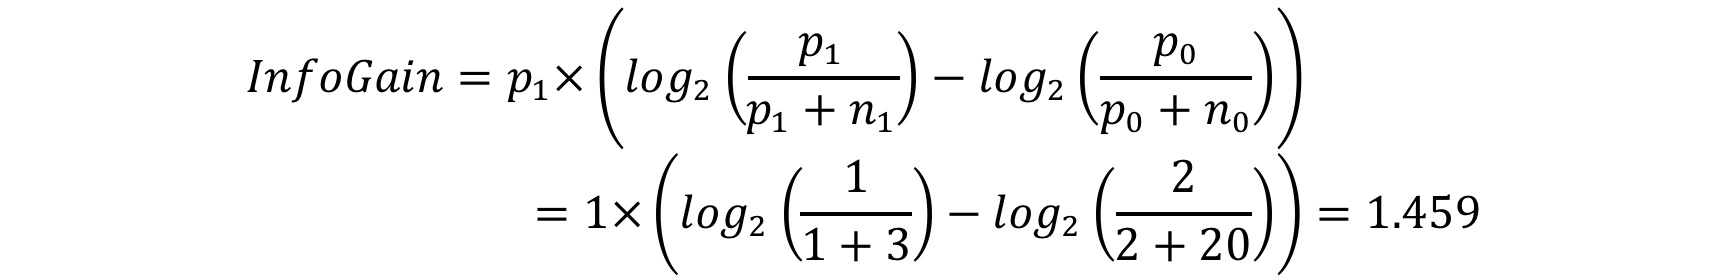 InfoGain = p₁ × (log₂ (p₁ / (p₁ + n₁)) − log₂ (p₀ / (p₀ + n₀)))
= 1 × (log₂ (1 / (1 + 3)) − log₂ (2 / (2 + 20))) = 1.459